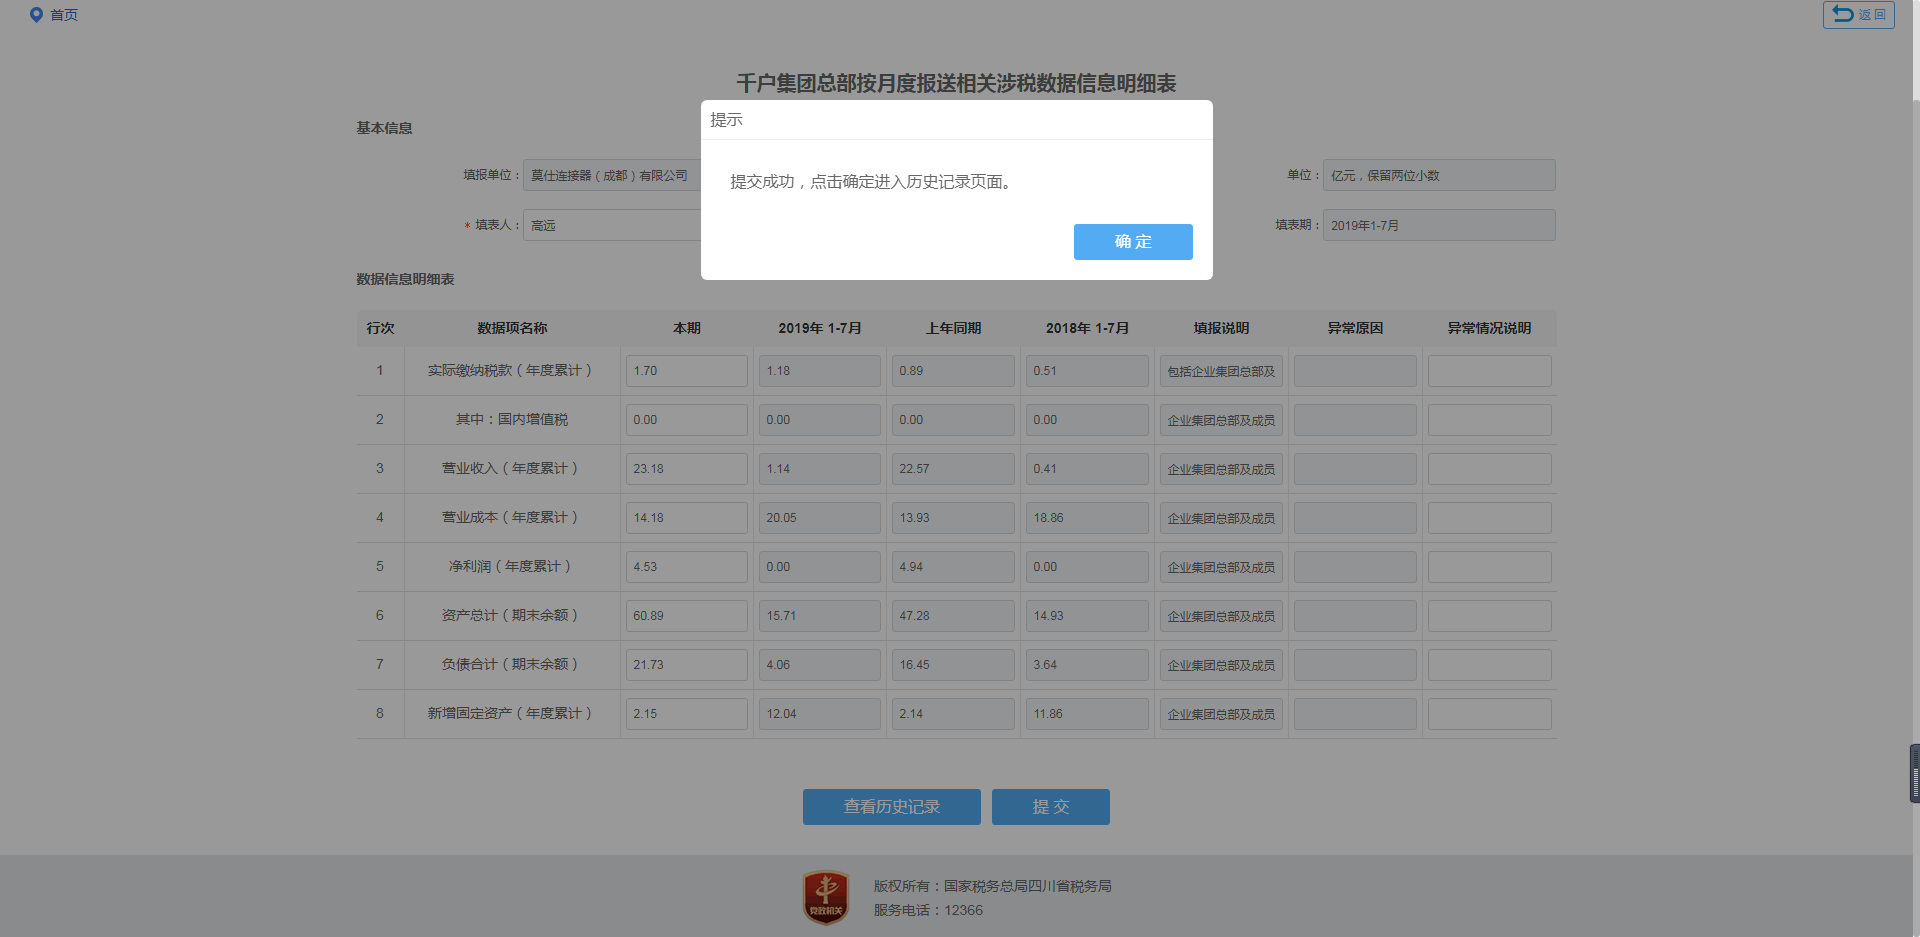 首页
返 回
千户集团总部按月度报送相关涉税数据信息明细表
提示
提交成功，点击确定进入历史记录页面。
确 定
基本信息
填报单位： 莫仕连接器（成都）有限公司 单位： 亿元，保留两位小数
* 填表人： 高远 填表期： 2019年1-7月
数据信息明细表
行次 数据项名称 本期 2019年 1-7月 上年同期 2018年 1-7月 填报说明 异常原因 异常情况说明
1 实际缴纳税款（年度累计） 1.70 1.18 0.89 0.51 包括企业集团总部及
2 其中：国内增值税 0.00 0.00 0.00 0.00 企业集团总部及成员
3 营业收入（年度累计） 23.18 1.14 22.57 0.41 企业集团总部及成员
4 营业成本（年度累计） 14.18 20.05 13.93 18.86 企业集团总部及成员
5 净利润（年度累计） 4.53 0.00 4.94 0.00 企业集团总部及成员
6 资产总计（期末余额） 60.89 15.71 47.28 14.93 企业集团总部及成员
7 负债合计（期末余额） 21.73 4.06 16.45 3.64 企业集团总部及成员
8 新增固定资产（年度累计） 2.15 12.04 2.14 11.86 企业集团总部及成员
查看历史记录 提 交
党政机关
版权所有：国家税务总局四川省税务局
服务电话：12366